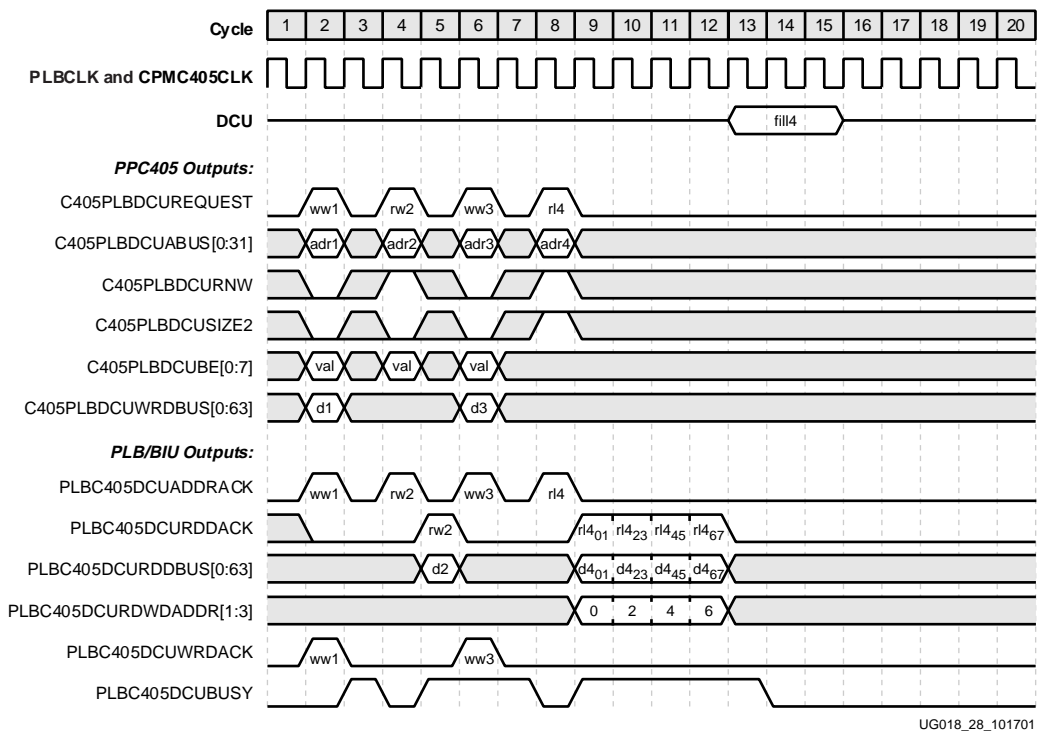 Cycle 1 2 3 4 5 6 7 8 9 10 11 12 13 14 15 16 17 18 19 20
PLBCLK and CPMC405CLK
DCU fill4
PPC405 Outputs:
C405PLBDCUREQUEST ww1 rw2 ww3 rl4
C405PLBDCUABUS[0:31] adr1 adr2 adr3 adr4
C405PLBDCURNW
C405PLBDCUSIZE2
C405PLBDCUBE[0:7] val val val
C405PLBDCUWRDBUS[0:63] d1 d3
PLB/BIU Outputs:
PLBC405DCUADDRACK ww1 rw2 ww3 rl4
PLBC405DCURDDACK rw2 rl401 rl423 rl445 rl467
PLBC405DCURDDBUS[0:63] d2 d401 d423 d445 d467
PLBC405DCURDWDADDR[1:3] 0 2 4 6
PLBC405DCUWRDACK ww1 ww3
PLBC405DCUBUSY
UG018_28_101701